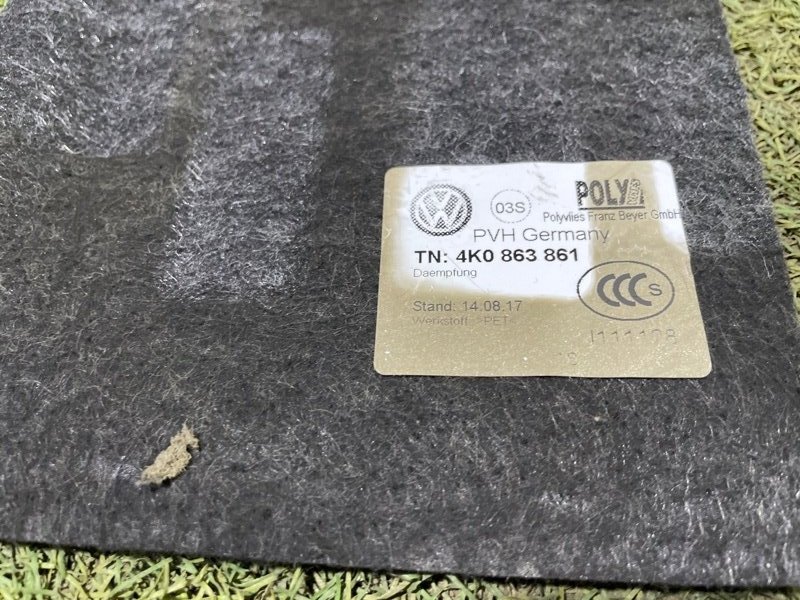 03S
POLY
Polyvlies Franz Beyer GmbH
PVH Germany
TN: 4K0 863 861
Daempfung
CCC S
Stand: 14.08.17
Werkstoff >PET